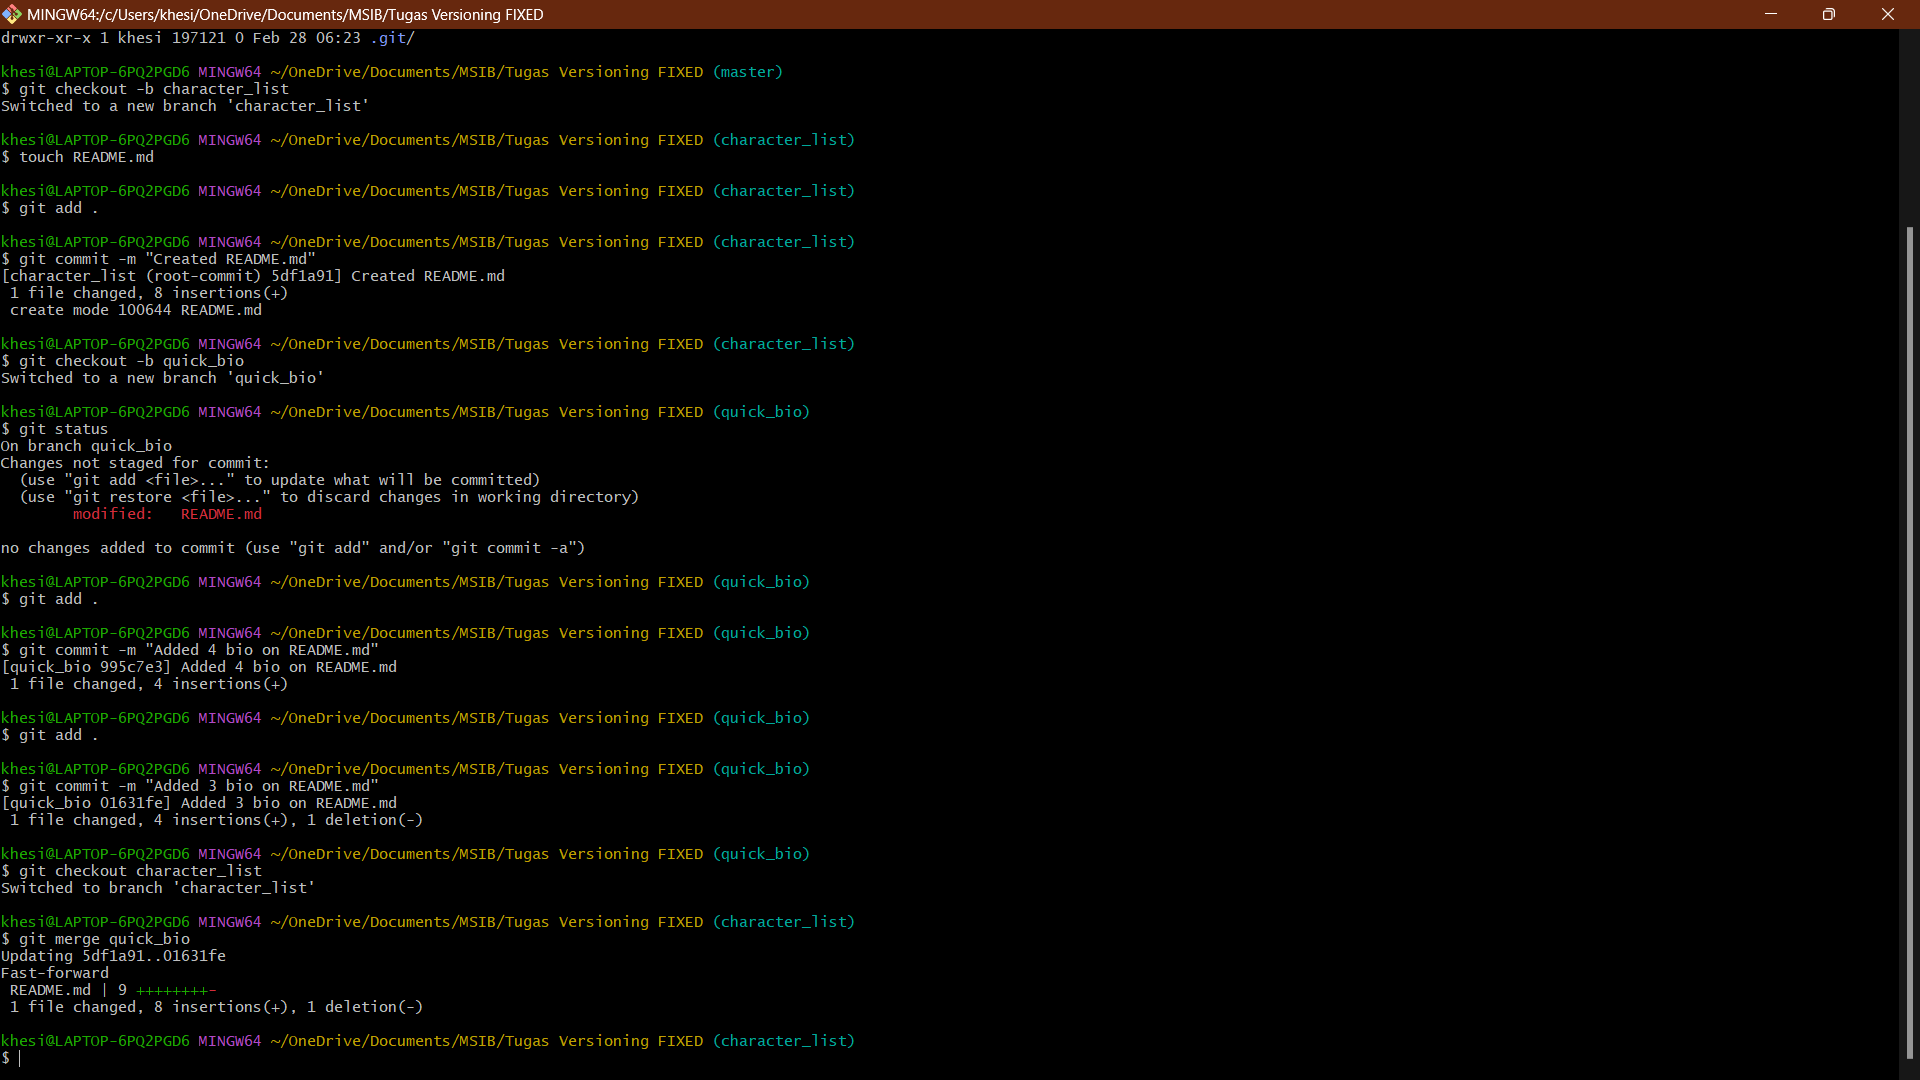 MINGW64:/c/Users/khesi/OneDrive/Documents/MSIB/Tugas Versioning FIXED
drwxr-xr-x 1 khesi 197121 0 Feb 28 06:23 .git/
khesi@LAPTOP-6PQ2PGD6 MINGW64 ~/OneDrive/Documents/MSIB/Tugas Versioning FIXED (master)
$ git checkout -b character_list
Switched to a new branch 'character_list'
khesi@LAPTOP-6PQ2PGD6 MINGW64 ~/OneDrive/Documents/MSIB/Tugas Versioning FIXED (character_list)
$ touch README.md
khesi@LAPTOP-6PQ2PGD6 MINGW64 ~/OneDrive/Documents/MSIB/Tugas Versioning FIXED (character_list)
$ git add .
khesi@LAPTOP-6PQ2PGD6 MINGW64 ~/OneDrive/Documents/MSIB/Tugas Versioning FIXED (character_list)
$ git commit -m "Created README.md"
[character_list (root-commit) 5df1a91] Created README.md
 1 file changed, 8 insertions(+)
 create mode 100644 README.md
khesi@LAPTOP-6PQ2PGD6 MINGW64 ~/OneDrive/Documents/MSIB/Tugas Versioning FIXED (character_list)
$ git checkout -b quick_bio
Switched to a new branch 'quick_bio'
khesi@LAPTOP-6PQ2PGD6 MINGW64 ~/OneDrive/Documents/MSIB/Tugas Versioning FIXED (quick_bio)
$ git status
On branch quick_bio
Changes not staged for commit:
  (use "git add <file>..." to update what will be committed)
  (use "git restore <file>..." to discard changes in working directory)
        modified:   README.md
no changes added to commit (use "git add" and/or "git commit -a")
khesi@LAPTOP-6PQ2PGD6 MINGW64 ~/OneDrive/Documents/MSIB/Tugas Versioning FIXED (quick_bio)
$ git add .
khesi@LAPTOP-6PQ2PGD6 MINGW64 ~/OneDrive/Documents/MSIB/Tugas Versioning FIXED (quick_bio)
$ git commit -m "Added 4 bio on README.md"
[quick_bio 995c7e3] Added 4 bio on README.md
 1 file changed, 4 insertions(+)
khesi@LAPTOP-6PQ2PGD6 MINGW64 ~/OneDrive/Documents/MSIB/Tugas Versioning FIXED (quick_bio)
$ git add .
khesi@LAPTOP-6PQ2PGD6 MINGW64 ~/OneDrive/Documents/MSIB/Tugas Versioning FIXED (quick_bio)
$ git commit -m "Added 3 bio on README.md"
[quick_bio 01631fe] Added 3 bio on README.md
 1 file changed, 4 insertions(+), 1 deletion(-)
khesi@LAPTOP-6PQ2PGD6 MINGW64 ~/OneDrive/Documents/MSIB/Tugas Versioning FIXED (quick_bio)
$ git checkout character_list
Switched to branch 'character_list'
khesi@LAPTOP-6PQ2PGD6 MINGW64 ~/OneDrive/Documents/MSIB/Tugas Versioning FIXED (character_list)
$ git merge quick_bio
Updating 5df1a91..01631fe
Fast-forward
 README.md | 9 ++++++++-
 1 file changed, 8 insertions(+), 1 deletion(-)
khesi@LAPTOP-6PQ2PGD6 MINGW64 ~/OneDrive/Documents/MSIB/Tugas Versioning FIXED (character_list)
$